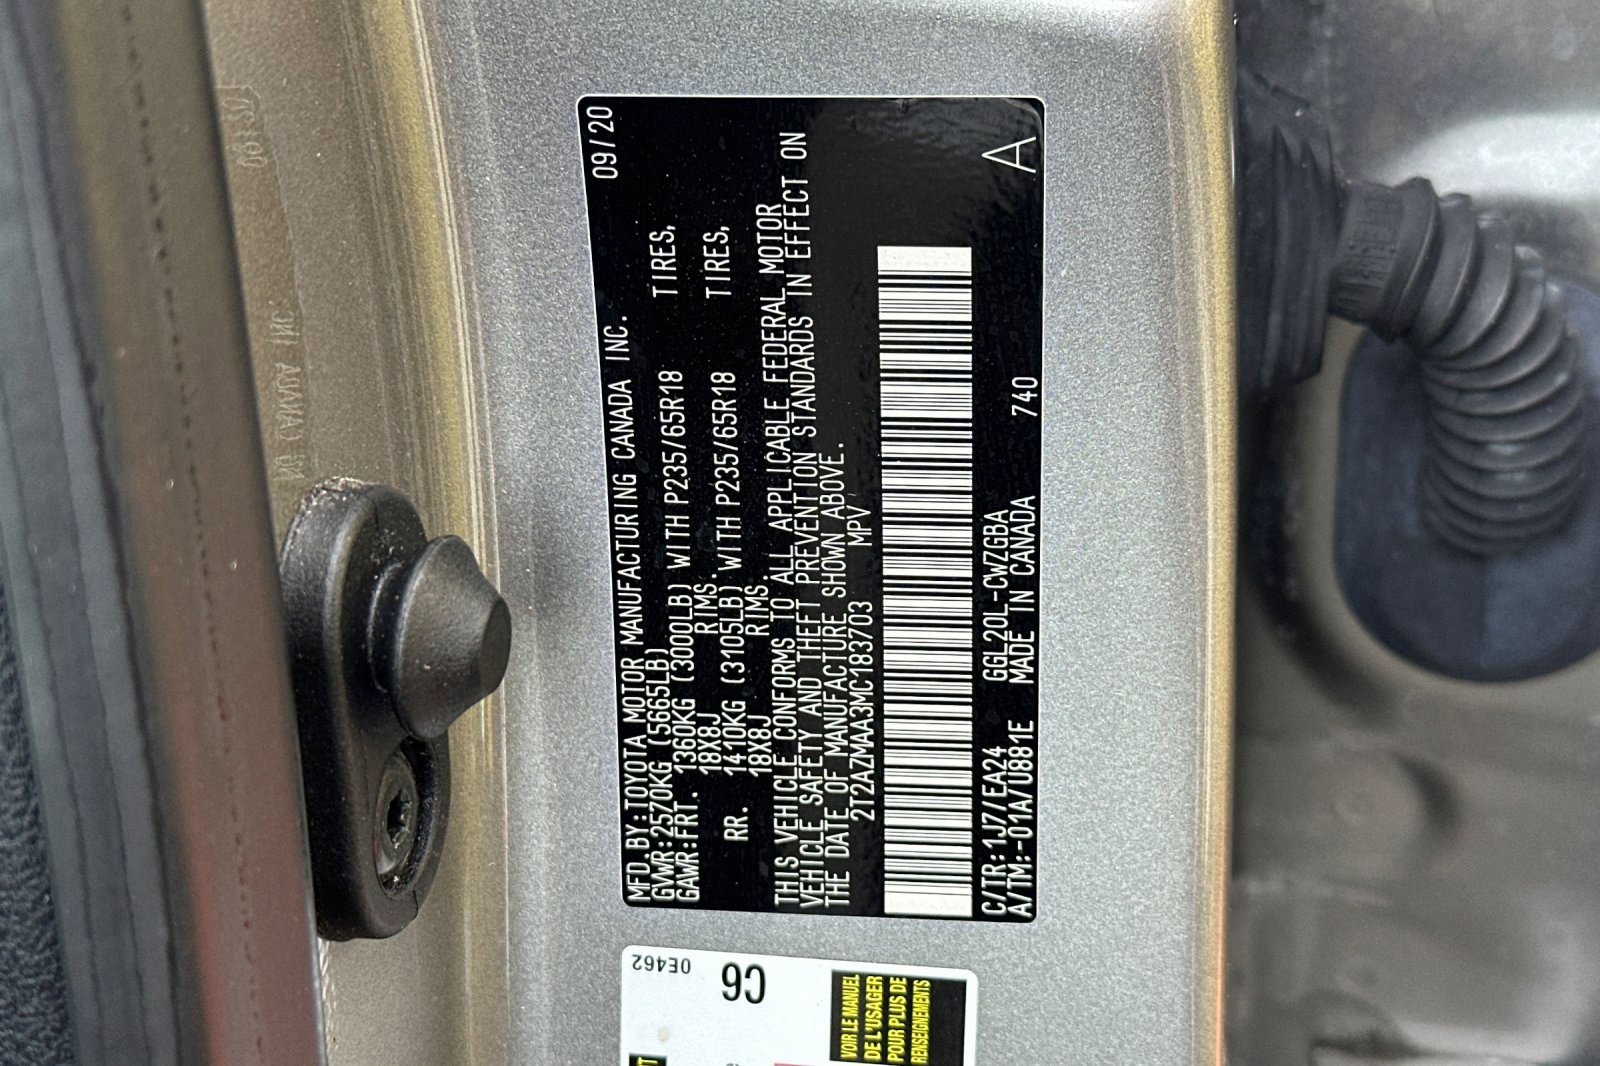 MFD.BY:TOYOTA MOTOR MANUFACTURING CANADA INC. 09/20
GVWR:2570KG (5665LB)
GAWR:FRT. 1360KG (3000LB) WITH P235/65R18 TIRES,
18X8J RIMS.
RR. 1410KG (3105LB) WITH P235/65R18 TIRES,
18X8J RIMS.
THIS VEHICLE CONFORMS TO ALL APPLICABLE FEDERAL MOTOR
VEHICLE SAFETY AND THEFT PREVENTION STANDARDS IN EFFECT ON
THE DATE OF MANUFACTURE SHOWN ABOVE.
2T2AZMAA3MC183703 MPV
C/TR:1J7/EA24 GGL20L-CWZGBA
A/TM:-01A/U881E MADE IN CANADA 740 A
0E462
C6
VOIR LE MANUEL
DE L'USAGER
POUR PLUS DE
RENSEIGNEMENTS